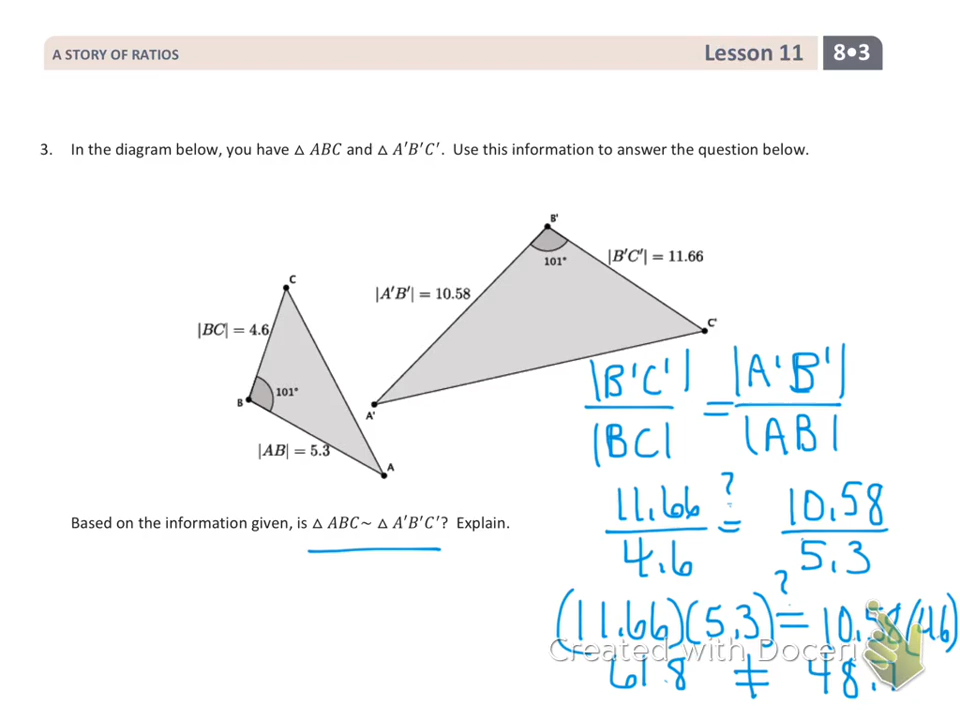 A STORY OF RATIOS
Lesson 11
8•3
3. In the diagram below, you have △ ABC and △ A′B′C′. Use this information to answer the question below.
B'
101°
|B′C′| = 11.66
C
|A′B′| = 10.58
C'
|BC| = 4.6
101°
B
A'
|AB| = 5.3
A
|B'C'| / |BC| = |A'B'| / |AB|
11.66 / 4.6 =? 10.58 / 5.3
Based on the information given, is △ ABC~ △ A′B′C′? Explain.
(11.66)(5.3) =? 10.58(4.6)
Created with Doceri
61.8 ≠ 48.7